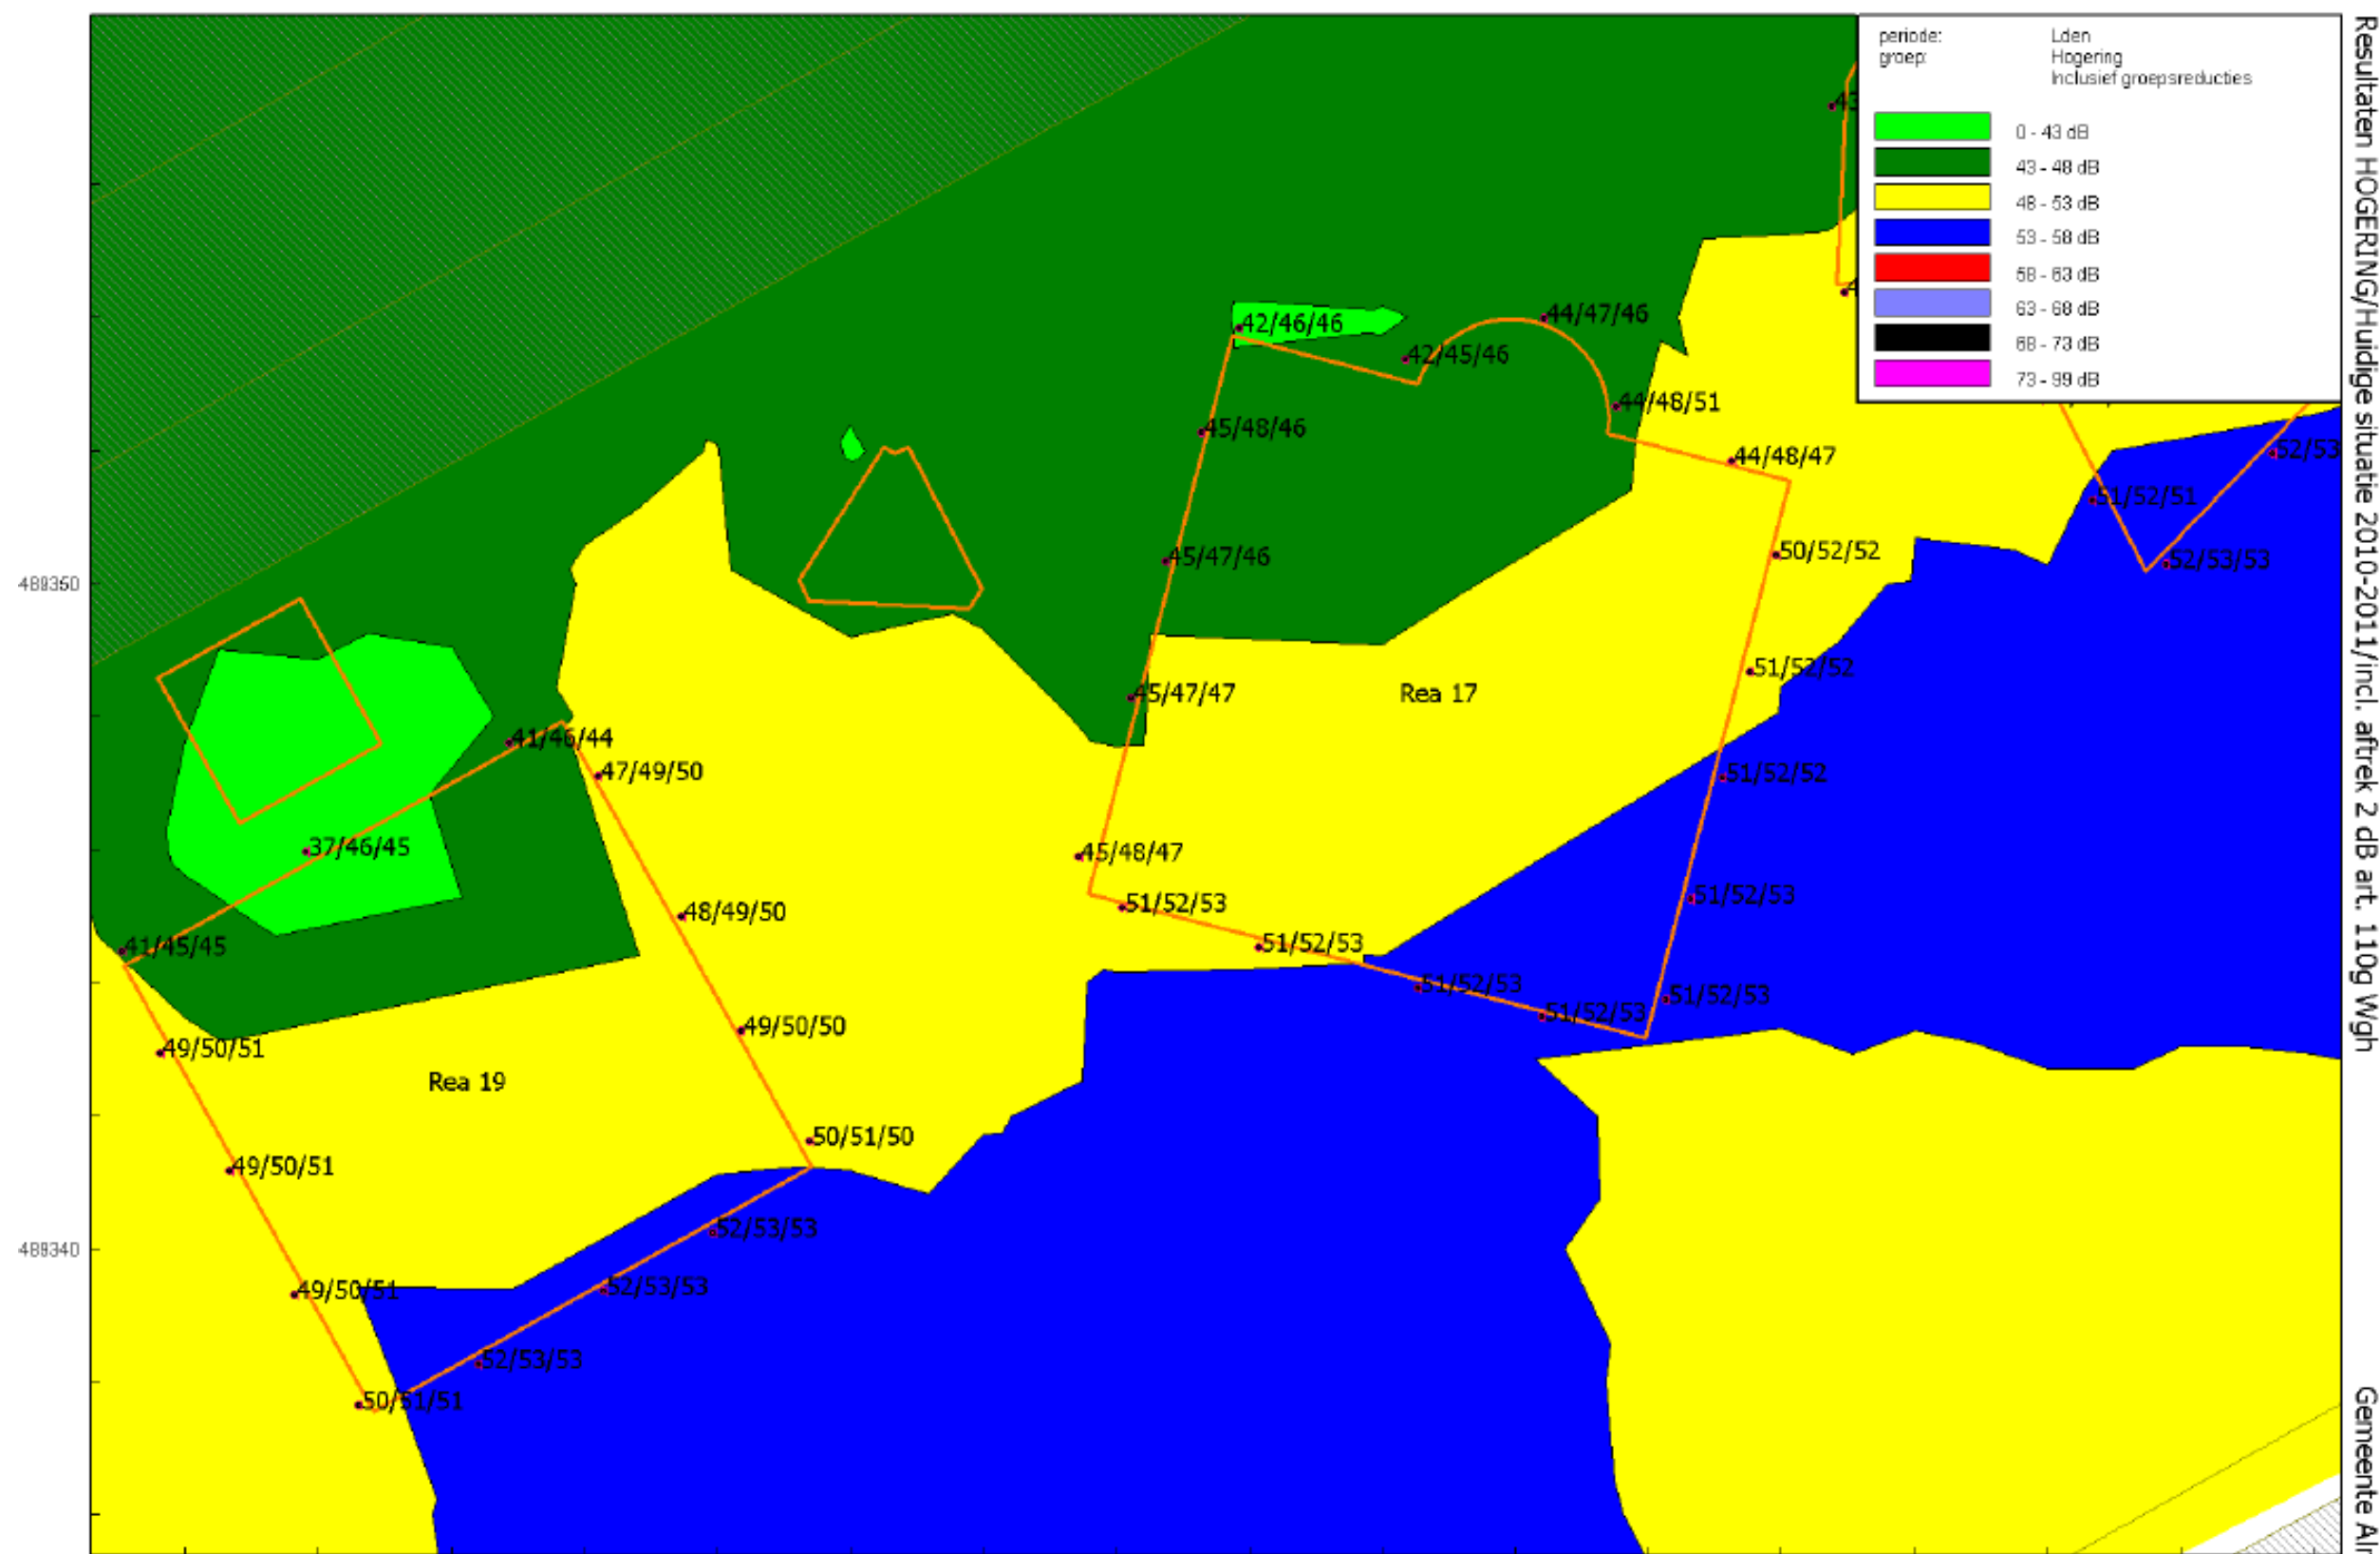 periode: Lden
groep: Hogering
Inclusief groepsreducties
0 - 43 dB
43 - 48 dB
48 - 53 dB
53 - 58 dB
58 - 63 dB
63 - 68 dB
68 - 73 dB
73 - 99 dB
Resultaten HOGERING/Huidige situatie 2010-2011/incl. aftrek 2 dB art. 110g Wgh
Gemeente
43
42/46/46
44/47/46
42/45/46
44/48/51
45/48/46
44/48/47
52/53
51/52/51
50/52/52
45/47/46
52/53/53
489350
51/52/52
Rea 17
45/47/47
41/46/44
47/49/50
51/52/52
37/46/45
45/48/47
51/52/53
48/49/50
51/52/53
41/45/45
51/52/53
51/52/53
51/52/53
51/52/53
49/50/50
49/50/51
Rea 19
50/51/50
49/50/51
52/53/53
489340
52/53/53
49/50/51
52/53/53
50/51/51